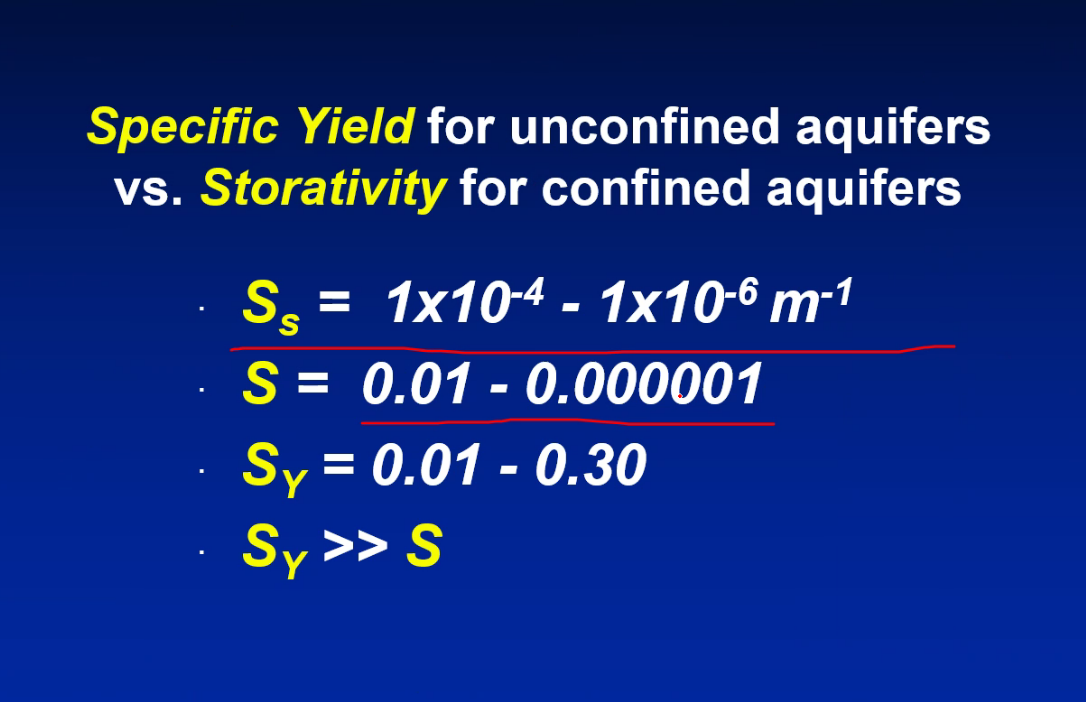 Specific Yield for unconfined aquifers
vs. Storativity for confined aquifers
· Sₛ = 1x10⁻⁴ - 1x10⁻⁶ m⁻¹
· S = 0.01 - 0.000001
· S_Y = 0.01 - 0.30
· S_Y >> S